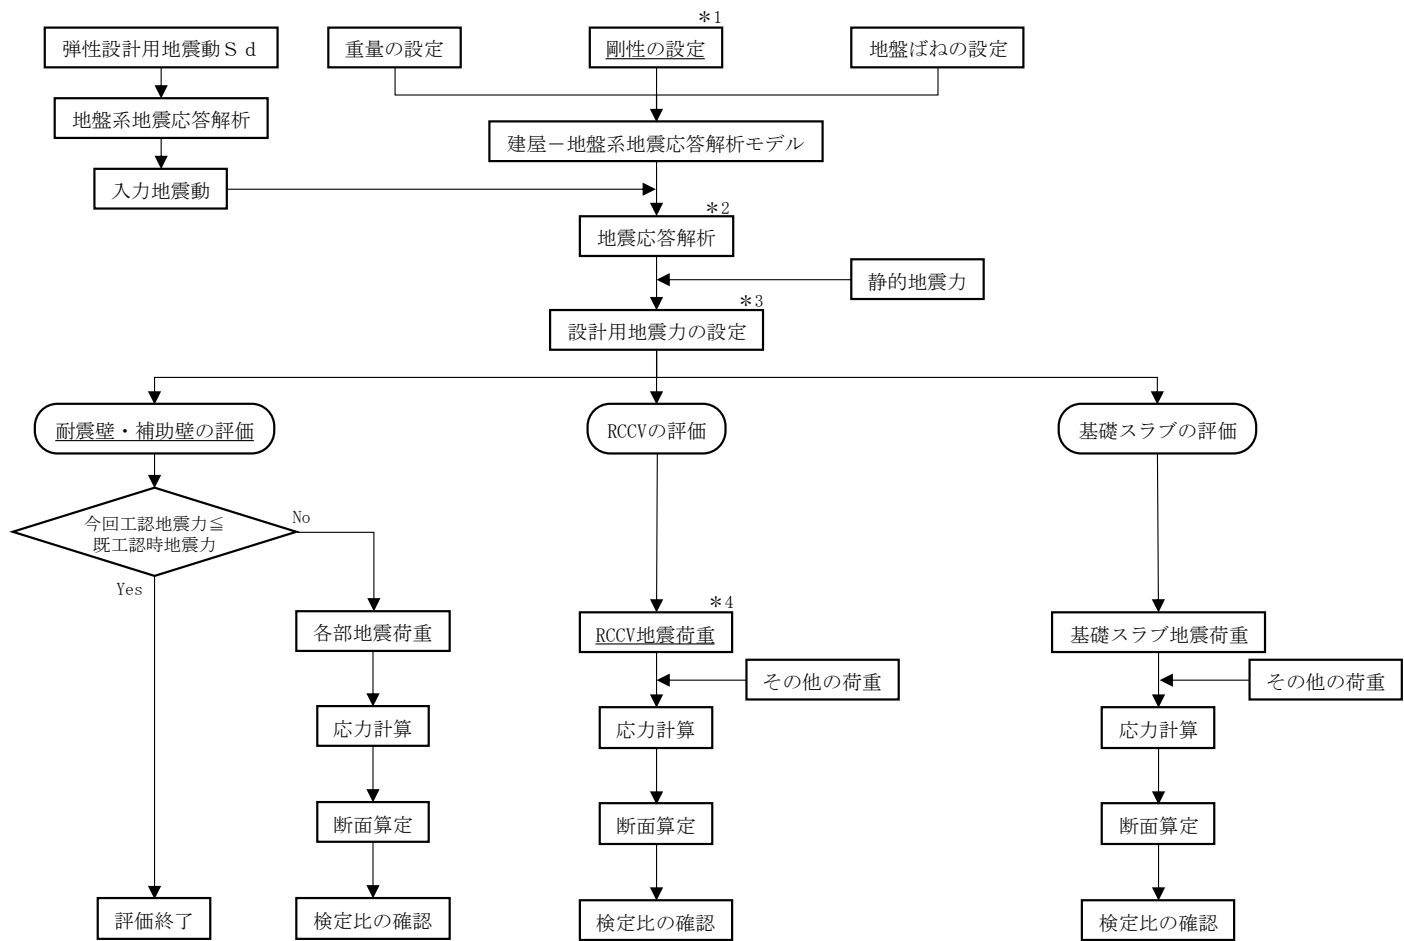 ＊1
弾性設計用地震動Ｓｄ
重量の設定
剛性の設定
地盤ばねの設定
地盤系地震応答解析
建屋－地盤系地震応答解析モデル
入力地震動
＊2
地震応答解析
静的地震力
＊3
設計用地震力の設定
耐震壁・補助壁の評価
RCCVの評価
基礎スラブの評価
今回工認地震力≦
既工認時地震力
No
Yes
＊4
各部地震荷重
RCCV地震荷重
基礎スラブ地震荷重
その他の荷重
その他の荷重
応力計算
応力計算
応力計算
断面算定
断面算定
断面算定
評価終了
検定比の確認
検定比の確認
検定比の確認